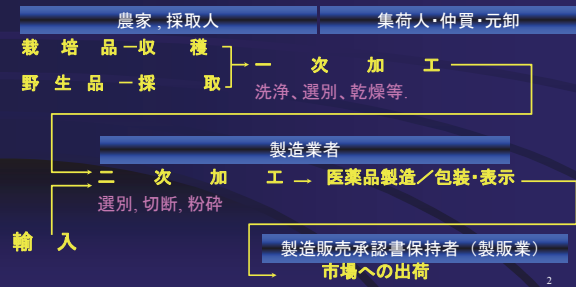 農家 , 採取人
集荷人・仲買・元卸
栽 培 品－収 穫
野 生 品－採 取
一 次 加 工
洗浄、選別、乾燥等.
製造業者
二 次 加 工 → 医薬品製造／包装・表示
選別, 切断, 粉砕
輸 入
製造販売承認書保持者（製販業）
市場への出荷
2